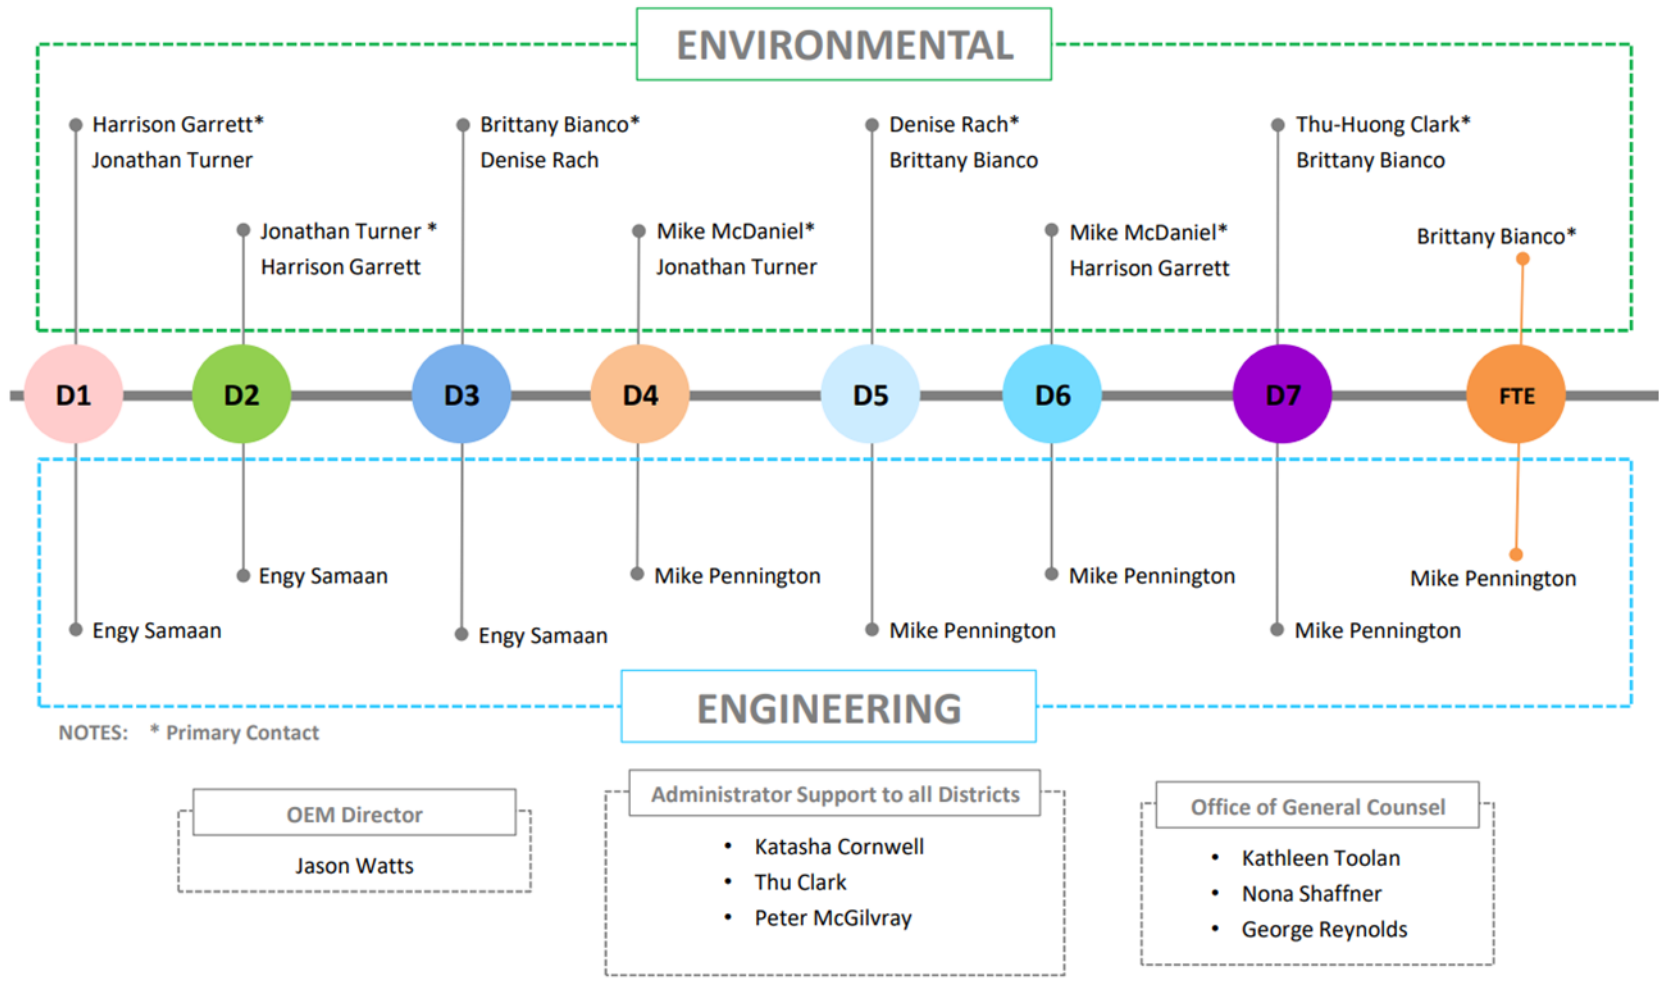 ENVIRONMENTAL
Harrison Garrett*
Jonathan Turner
Brittany Bianco*
Denise Rach
Denise Rach*
Brittany Bianco
Thu-Huong Clark*
Brittany Bianco
Jonathan Turner *
Harrison Garrett
Mike McDaniel*
Jonathan Turner
Mike McDaniel*
Harrison Garrett
Brittany Bianco*
D1
D2
D3
D4
D5
D6
D7
FTE
Engy Samaan
Mike Pennington
Mike Pennington
Mike Pennington
Engy Samaan
Engy Samaan
Mike Pennington
Mike Pennington
ENGINEERING
NOTES: * Primary Contact
OEM Director
Jason Watts
Administrator Support to all Districts
• Katasha Cornwell
• Thu Clark
• Peter McGilvray
Office of General Counsel
• Kathleen Toolan
• Nona Shaffner
• George Reynolds